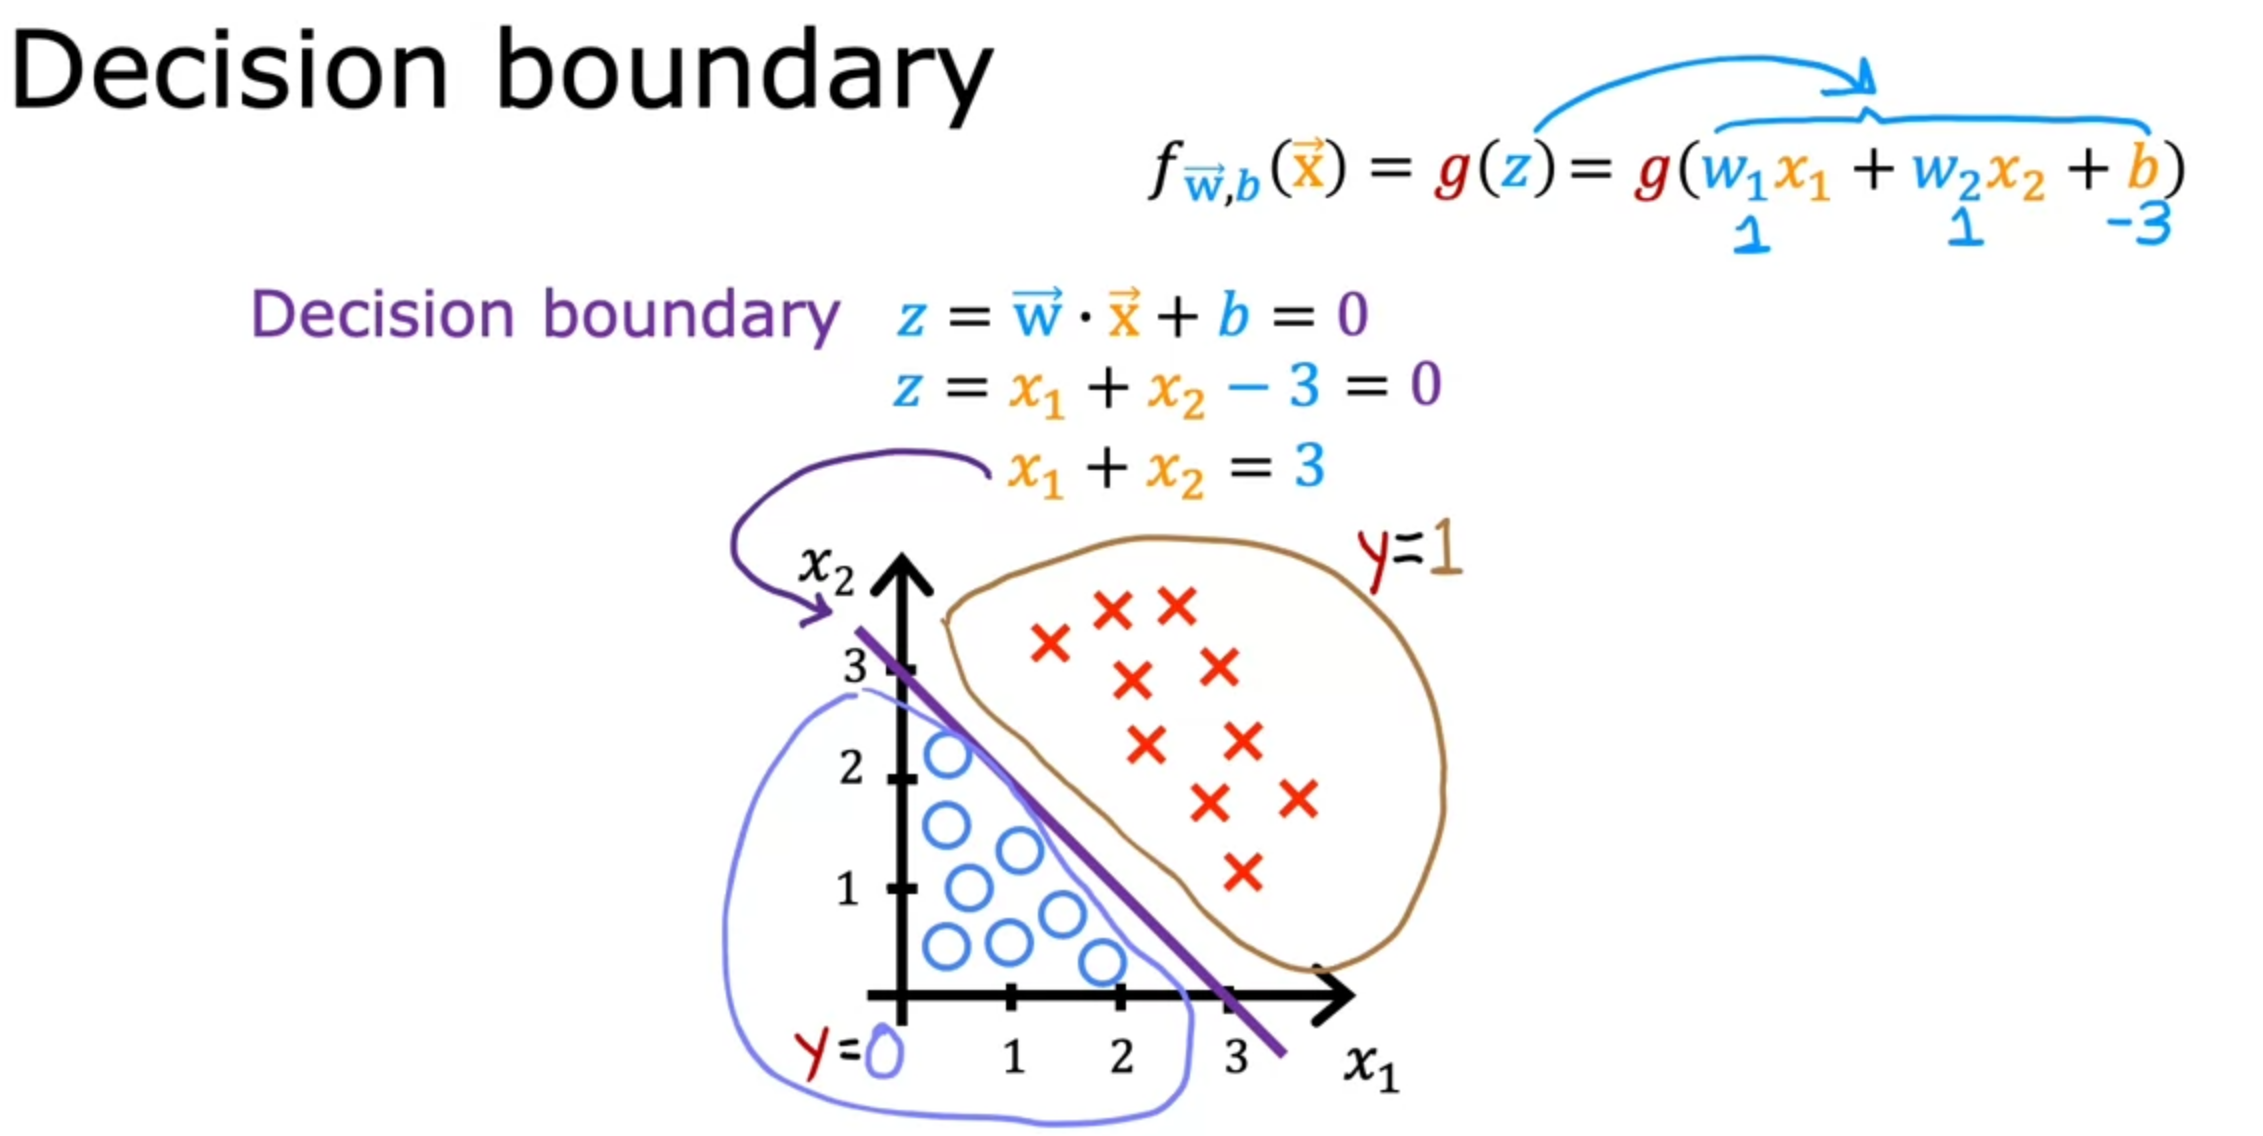 Decision boundary
f w⃗,b (x⃗) = g(z) = g(w₁x₁ + w₂x₂ + b)
1 1 -3
Decision boundary z = w⃗ · x⃗ + b = 0
z = x₁ + x₂ − 3 = 0
x₁ + x₂ = 3
y=1
x₂
3
2
1
y=0
1 2 3
x₁